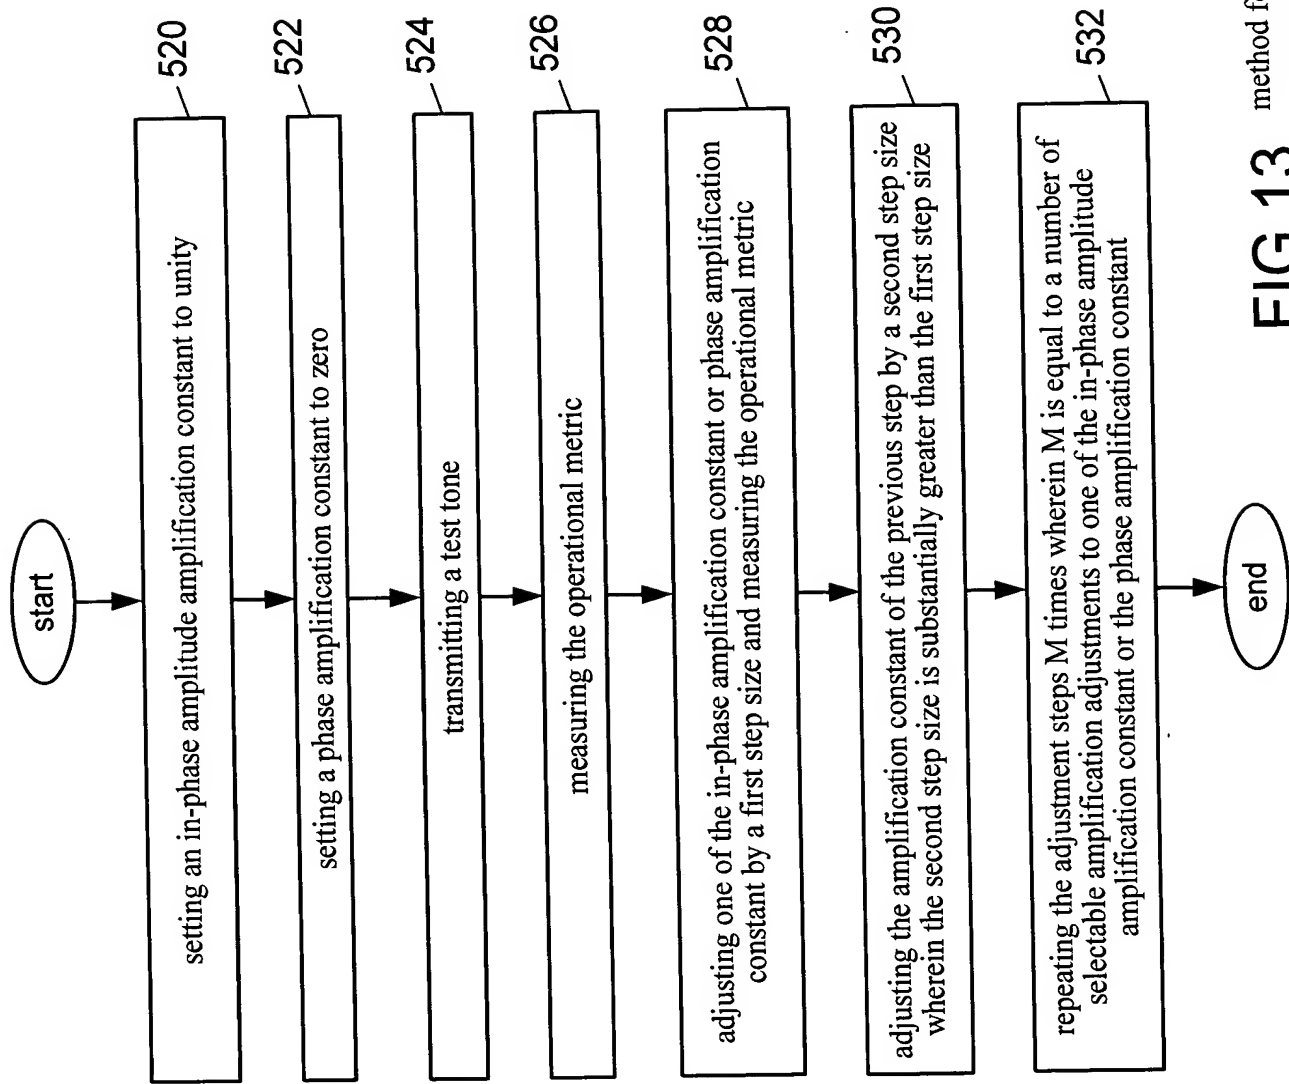 start
520
setting an in-phase amplitude amplification constant to unity
522
setting a phase amplification constant to zero
524
transmitting a test tone
526
measuring the operational metric
528
adjusting one of the in-phase amplification constant or phase amplification
constant by a first step size and measuring the operational metric
530
adjusting the amplification constant of the previous step by a second step size
wherein the second step size is substantially greater than the first step size
532
repeating the adjustment steps M times wherein M is equal to a number of
selectable amplification adjustments to one of the in-phase amplitude
amplification constant or the phase amplification constant
end
FIG 13
method